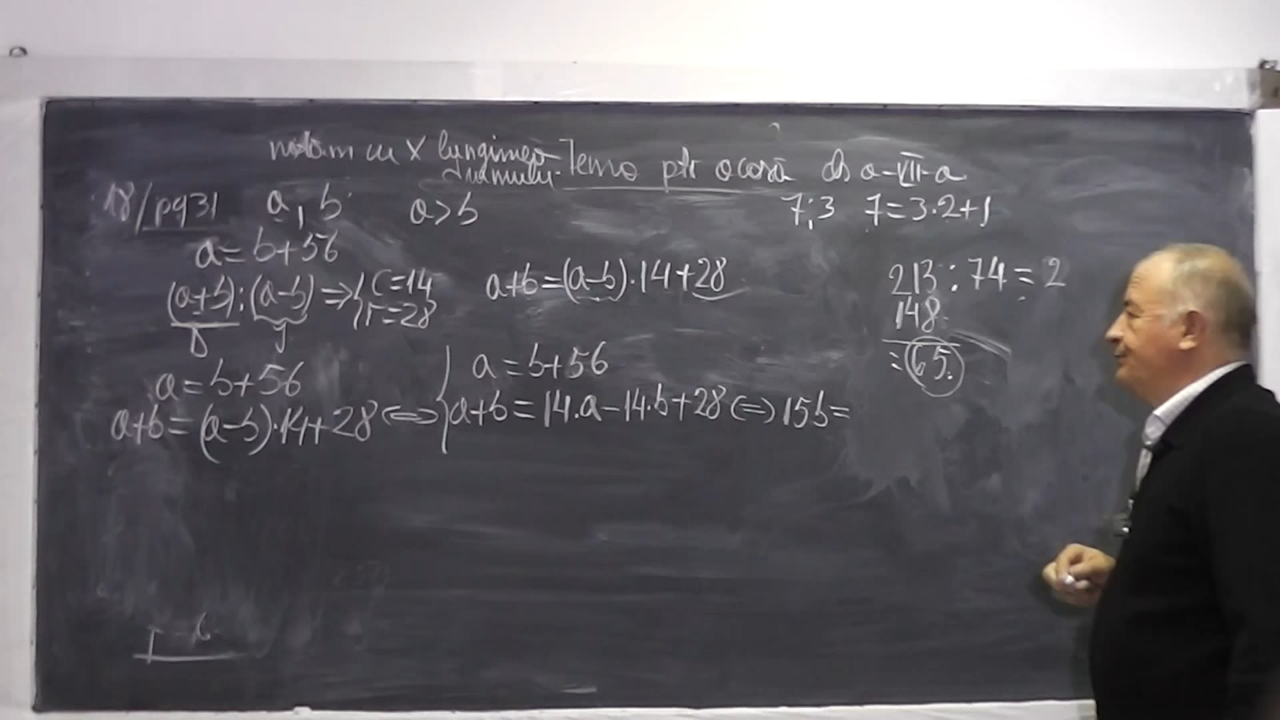 notăm cu x lungimea Temă ptr acasă cls a-VII-a
drumului
18/pg31 a, b a>b 7:3 7=3·2+1
a=b+56
(a+b):(a-b) => { c=14 a+b=(a-b)·14+28 213:74=2
r=28 148
D
=65
a=b+56 { a=b+56
a+b=(a-b)·14+28 <=> a+b=14·a-14·b+28 <=> 15b=